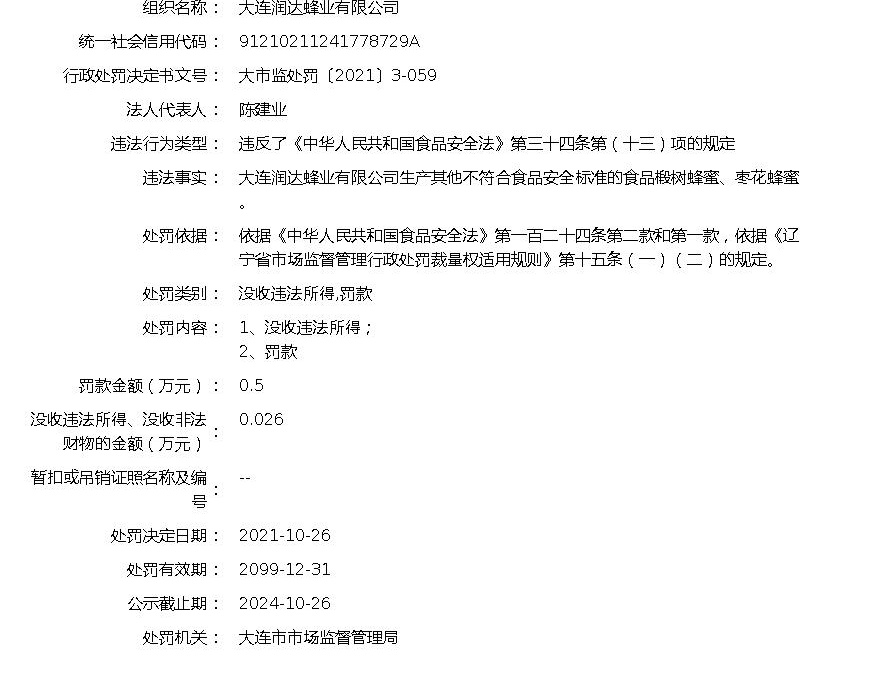 组织名称： 大连润达蜂业有限公司
统一社会信用代码： 91210211241778729A
行政处罚决定书文号： 大市监处罚〔2021〕3-059
法人代表人： 陈建业
违法行为类型： 违反了《中华人民共和国食品安全法》第三十四条第（十三）项的规定
违法事实： 大连润达蜂业有限公司生产其他不符合食品安全标准的食品椴树蜂蜜、枣花蜂蜜
。
处罚依据： 依据《中华人民共和国食品安全法》第一百二十四条第二款和第一款，依据《辽
宁省市场监督管理行政处罚裁量权适用规则》第十五条（一）（二）的规定。
处罚类别： 没收违法所得,罚款
处罚内容： 1、没收违法所得；
2、罚款
罚款金额（万元）： 0.5
没收违法所得、没收非法
财物的金额（万元）： 0.026
暂扣或吊销证照名称及编
号： --
处罚决定日期： 2021-10-26
处罚有效期： 2099-12-31
公示截止期： 2024-10-26
处罚机关： 大连市市场监督管理局